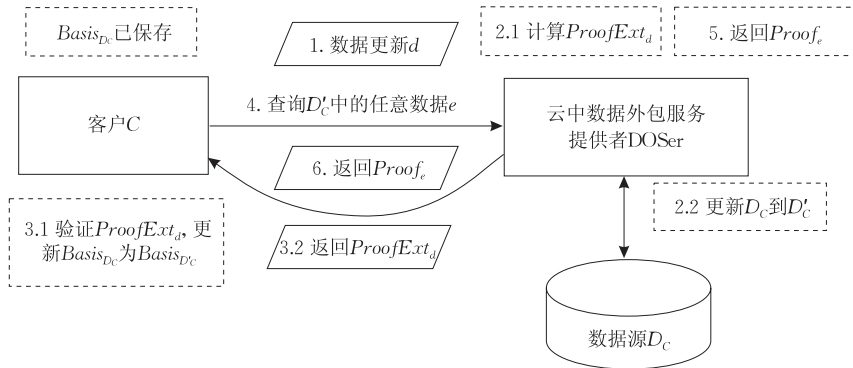 Basis_{D_C}已保存
1. 数据更新d
2.1 计算ProofExt_d
5. 返回Proof_e
客户C
4. 查询D'_C中的任意数据e
云中数据外包服务
提供者DOSer
6. 返回Proof_e
3.1 验证ProofExt_d, 更
新Basis_{D_C}为Basis_{D'_C}
3.2 返回ProofExt_d
2.2 更新D_C到D'_C
数据源D_C